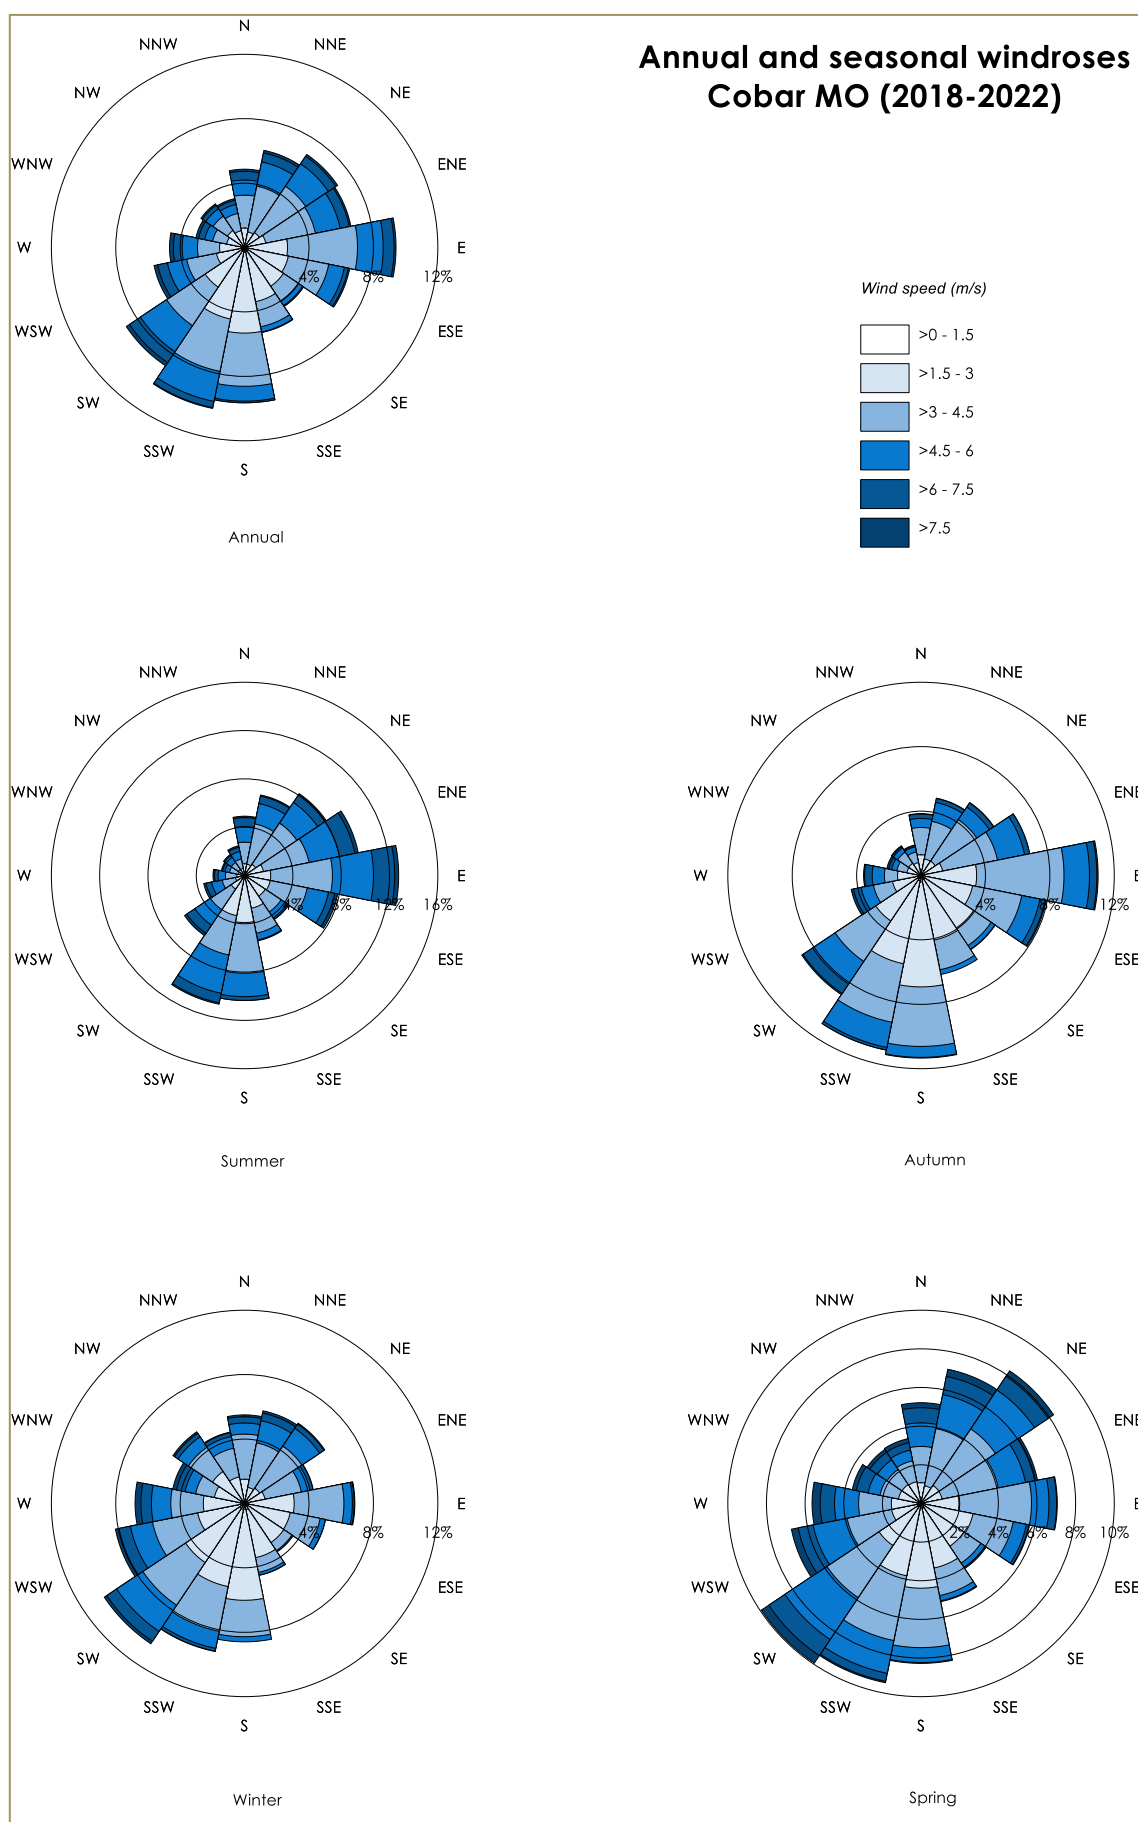 Annual and seasonal windroses
Cobar MO (2018-2022)
N
NNW
NNE
NW
NE
WNW
ENE
W
E
4%
8%
12%
WSW
ESE
SW
SE
SSW
SSE
S
Annual
Wind speed (m/s)
>0 - 1.5
>1.5 - 3
>3 - 4.5
>4.5 - 6
>6 - 7.5
>7.5
N
NNW
NNE
NW
NE
WNW
ENE
W
E
4%
8%
12%
16%
WSW
ESE
SW
SE
SSW
SSE
S
Summer
N
NNW
NNE
NW
NE
WNW
ENE
W
E
4%
8%
12%
WSW
ESE
SW
SE
SSW
SSE
S
Autumn
N
NNW
NNE
NW
NE
WNW
ENE
W
E
4%
8%
12%
WSW
ESE
SW
SE
SSW
SSE
S
Winter
N
NNW
NNE
NW
NE
WNW
ENE
W
E
2%
4%
6%
8%
10%
WSW
ESE
SW
SE
SSW
SSE
S
Spring